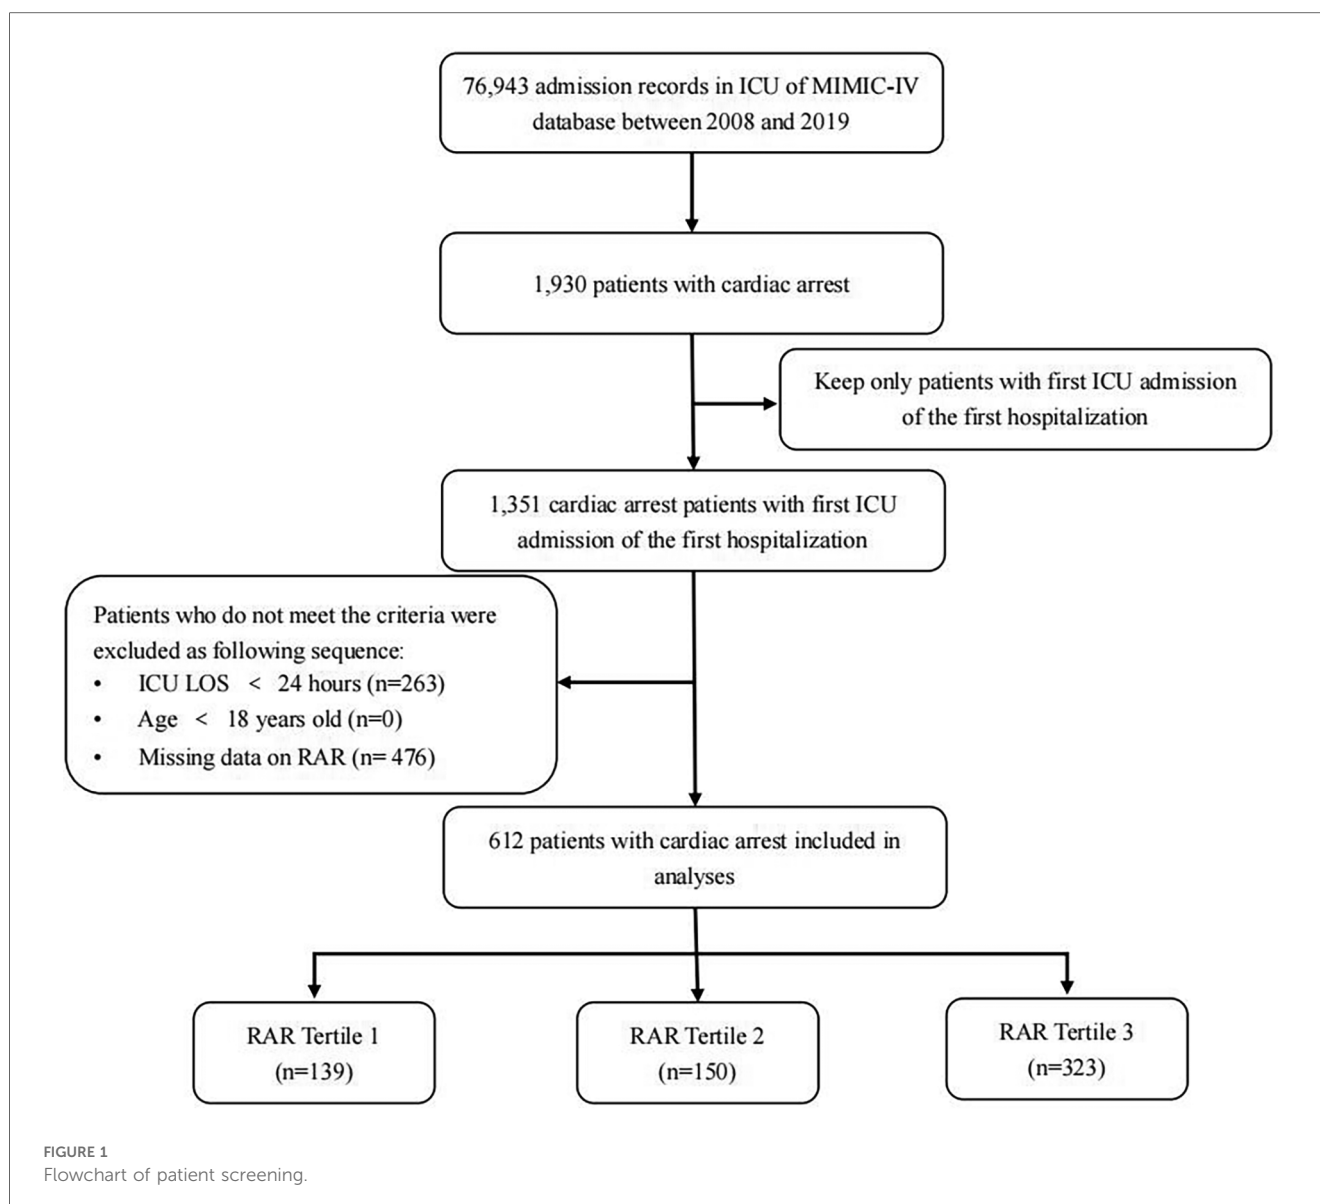 76,943 admission records in ICU of MIMIC-IV
database between 2008 and 2019
1,930 patients with cardiac arrest
Keep only patients with first ICU admission
of the first hospitalization
1,351 cardiac arrest patients with first ICU
admission of the first hospitalization
Patients who do not meet the criteria were
excluded as following sequence:
• ICU LOS < 24 hours (n=263)
• Age < 18 years old (n=0)
• Missing data on RAR (n= 476)
612 patients with cardiac arrest included in
analyses
RAR Tertile 1
(n=139)
RAR Tertile 2
(n=150)
RAR Tertile 3
(n=323)
FIGURE 1
Flowchart of patient screening.